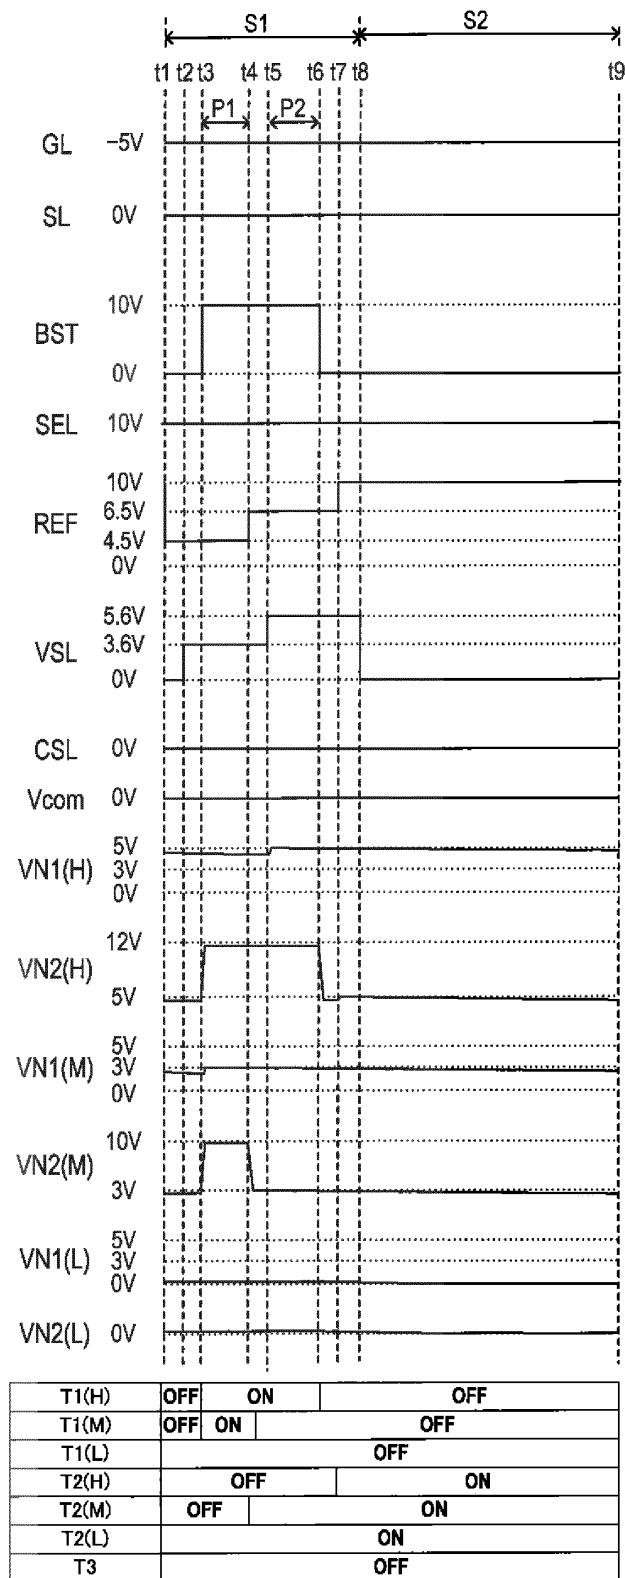 S1 S2
t1 t2 t3 t4 t5 t6 t7 t8 t9
P1 P2
GL −5V
SL 0V
10V
BST
0V
SEL 10V
10V
6.5V
REF
4.5V
0V
5.6V
3.6V
VSL
0V
CSL 0V
Vcom 0V
5V
VN1(H) 3V
0V
12V
VN2(H)
5V
5V
VN1(M) 3V
0V
10V
VN2(M)
3V
5V
VN1(L) 3V
0V
VN2(L) 0V
T1(H) OFF ON OFF
T1(M) OFF ON OFF
T1(L) OFF
T2(H) OFF ON
T2(M) OFF ON
T2(L) ON
T3 OFF